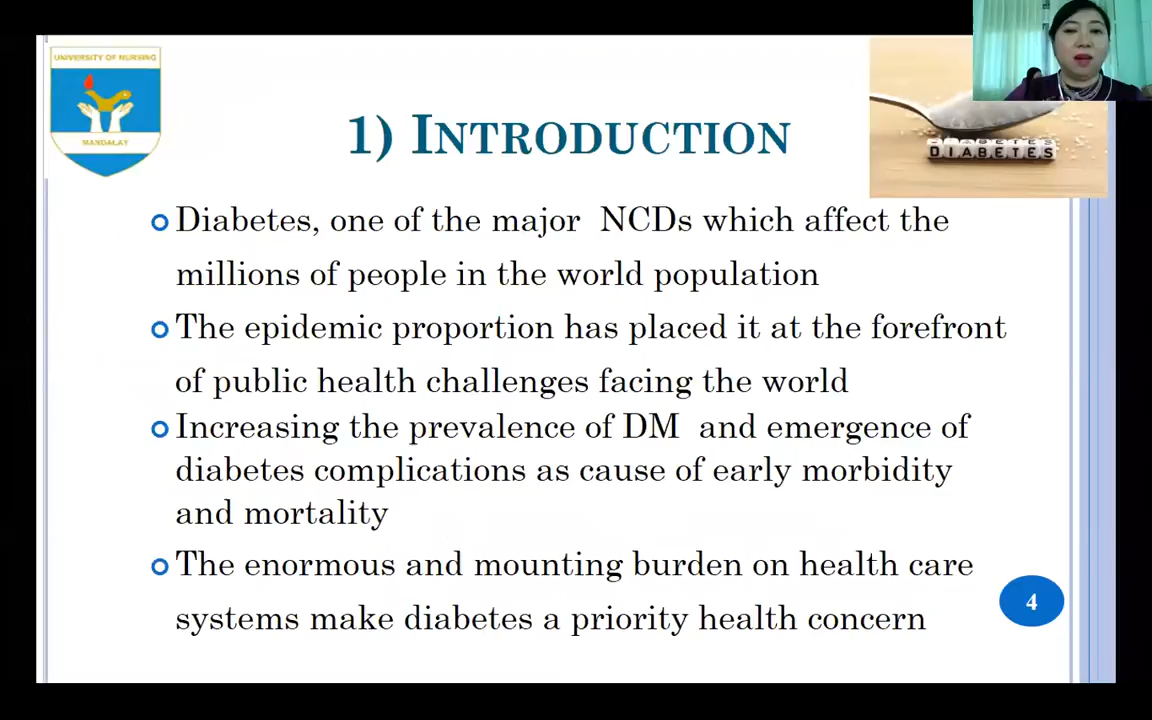 UNIVERSITY OF NURSING
MANDALAY
1) INTRODUCTION
DIABETES
Diabetes, one of the major NCDs which affect the
millions of people in the world population
The epidemic proportion has placed it at the forefront
of public health challenges facing the world
Increasing the prevalence of DM and emergence of
diabetes complications as cause of early morbidity
and mortality
The enormous and mounting burden on health care
systems make diabetes a priority health concern
4